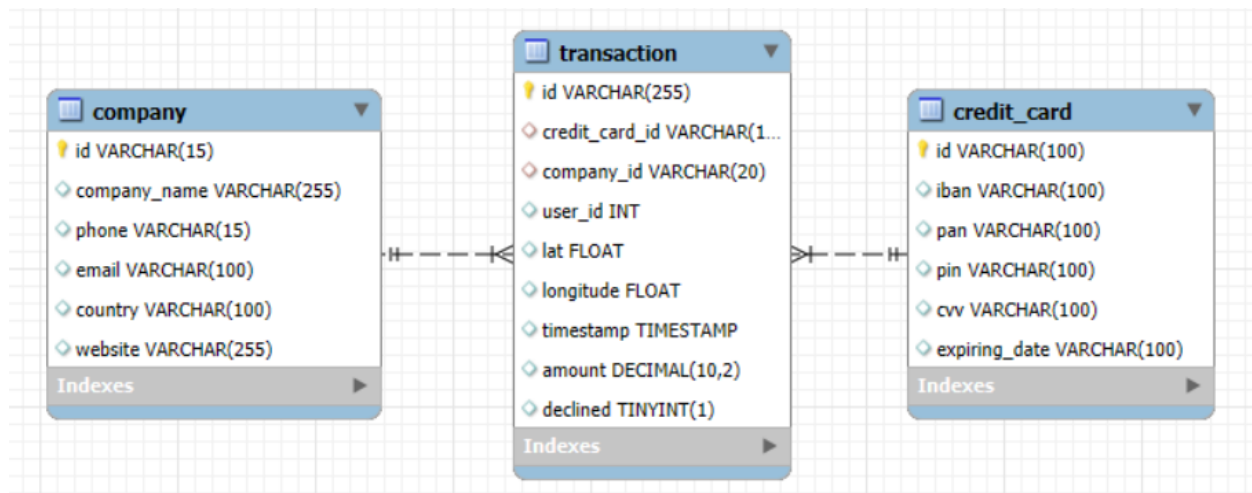 company
id VARCHAR(15)
company_name VARCHAR(255)
phone VARCHAR(15)
email VARCHAR(100)
country VARCHAR(100)
website VARCHAR(255)
Indexes
transaction
id VARCHAR(255)
credit_card_id VARCHAR(1...
company_id VARCHAR(20)
user_id INT
lat FLOAT
longitude FLOAT
timestamp TIMESTAMP
amount DECIMAL(10,2)
declined TINYINT(1)
Indexes
credit_card
id VARCHAR(100)
iban VARCHAR(100)
pan VARCHAR(100)
pin VARCHAR(100)
cvv VARCHAR(100)
expiring_date VARCHAR(100)
Indexes